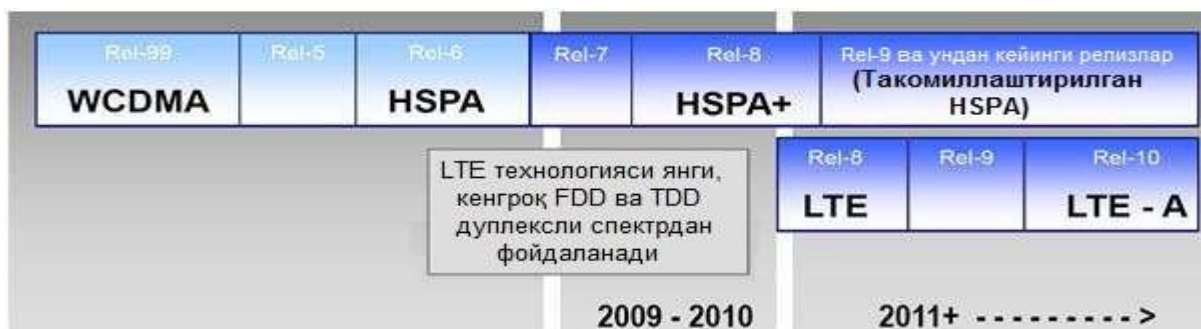 Rel-99 Rel-5 Rel-6 Rel-7 Rel-8 Rel-9 ва ундан кейинги релизлар
WCDMA HSPA HSPA+ (Такомиллаштирилган
HSPA)
Rel-8 Rel-9 Rel-10
LTE LTE - A
LTE технологияси янги,
кенгроқ FDD ва TDD
дуплексли спектрдан
фойдаланади
2009 - 2010 2011+ - - - - - - - - - >